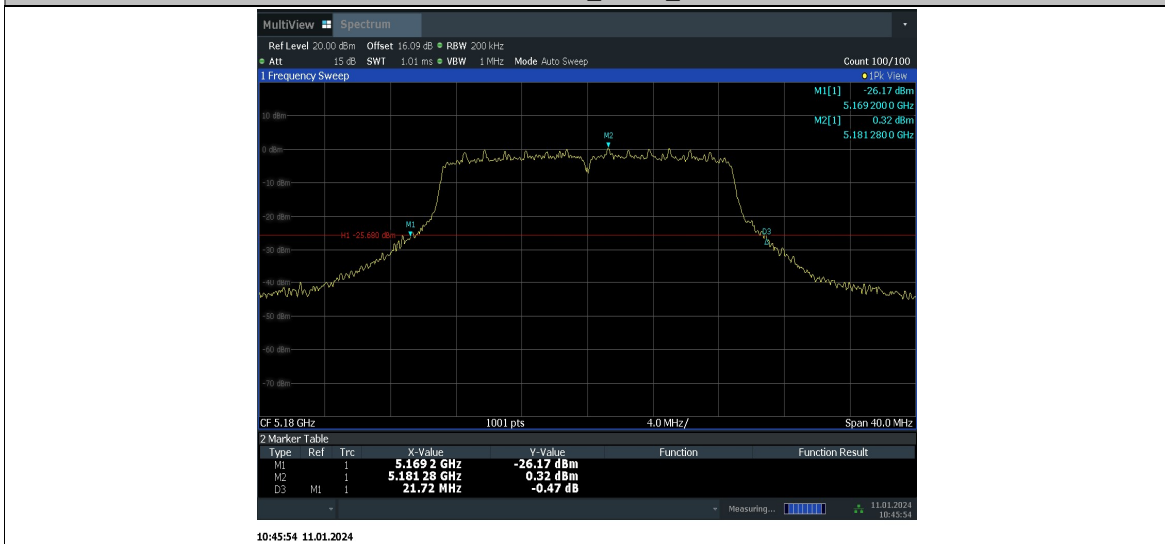 MultiView Spectrum
Ref Level 20.00 dBm Offset 16.09 dB RBW 200 kHz
Att 15 dB SWT 1.01 ms VBW 1 MHz Mode Auto Sweep Count 100/100
1 Frequency Sweep 1Pk View
M1[1] -26.17 dBm
5.169 200 0 GHz
M2[1] 0.32 dBm
5.181 280 0 GHz
10 dBm
M2
0 dBm
-10 dBm
-20 dBm
M1
H1 -25.680 dBm
D3
-30 dBm
-40 dBm
-50 dBm
-60 dBm
-70 dBm
CF 5.18 GHz 1001 pts 4.0 MHz/ Span 40.0 MHz
2 Marker Table
Type Ref Trc X-Value Y-Value Function Function Result
M1 1 5.169 2 GHz -26.17 dBm
M2 1 5.181 28 GHz 0.32 dBm
D3 M1 1 21.72 MHz -0.47 dB
Measuring... 11.01.2024
10:45:54
10:45:54 11.01.2024